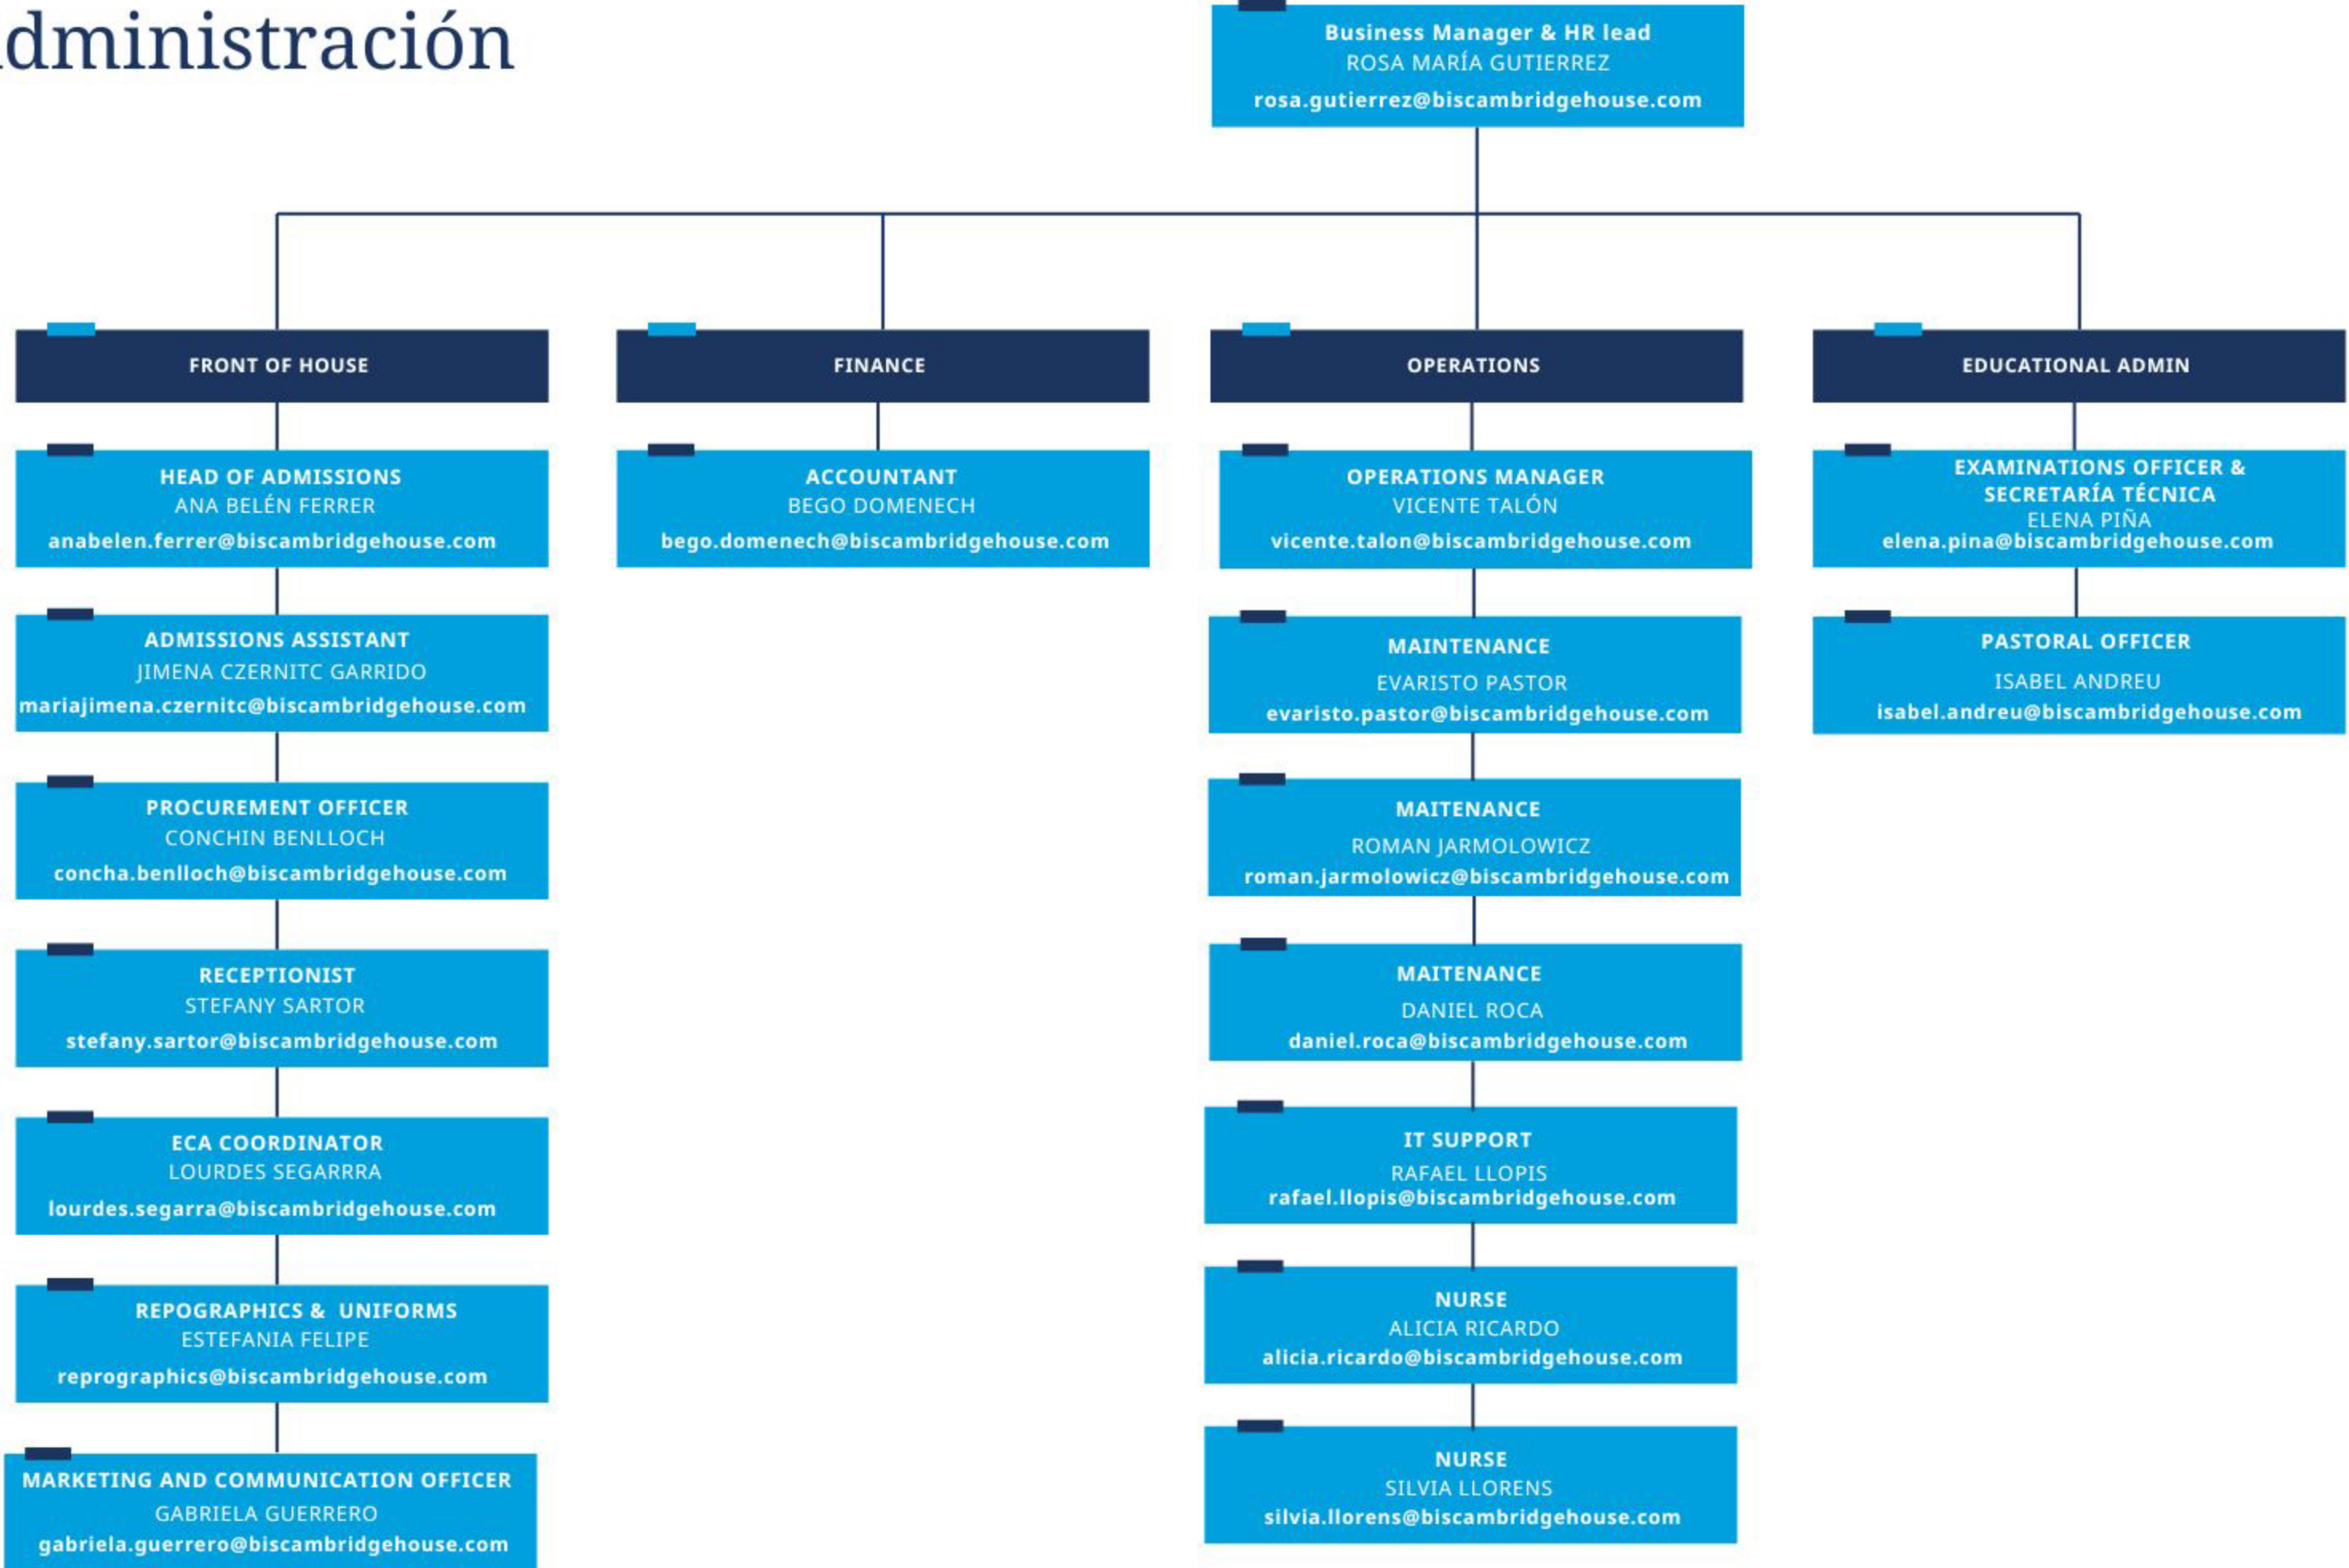 dministración
Business Manager & HR lead
ROSA MARÍA GUTIERREZ
rosa.gutierrez@biscambridgehouse.com
FRONT OF HOUSE
HEAD OF ADMISSIONS
ANA BELÉN FERRER
anabelen.ferrer@biscambridgehouse.com
ADMISSIONS ASSISTANT
JIMENA CZERNITC GARRIDO
mariajimena.czernitc@biscambridgehouse.com
PROCUREMENT OFFICER
CONCHIN BENLLOCH
concha.benlloch@biscambridgehouse.com
RECEPTIONIST
STEFANY SARTOR
stefany.sartor@biscambridgehouse.com
ECA COORDINATOR
LOURDES SEGARRRA
lourdes.segarra@biscambridgehouse.com
REPOGRAPHICS & UNIFORMS
ESTEFANIA FELIPE
reprographics@biscambridgehouse.com
MARKETING AND COMMUNICATION OFFICER
GABRIELA GUERRERO
gabriela.guerrero@biscambridgehouse.com
FINANCE
ACCOUNTANT
BEGO DOMENECH
bego.domenech@biscambridgehouse.com
OPERATIONS
OPERATIONS MANAGER
VICENTE TALÓN
vicente.talon@biscambridgehouse.com
MAINTENANCE
EVARISTO PASTOR
evaristo.pastor@biscambridgehouse.com
MAITENANCE
ROMAN JARMOLOWICZ
roman.jarmolowicz@biscambridgehouse.com
MAITENANCE
DANIEL ROCA
daniel.roca@biscambridgehouse.com
IT SUPPORT
RAFAEL LLOPIS
rafael.llopis@biscambridgehouse.com
NURSE
ALICIA RICARDO
alicia.ricardo@biscambridgehouse.com
NURSE
SILVIA LLORENS
silvia.llorens@biscambridgehouse.com
EDUCATIONAL ADMIN
EXAMINATIONS OFFICER &
SECRETARÍA TÉCNICA
ELENA PIÑA
elena.pina@biscambridgehouse.com
PASTORAL OFFICER
ISABEL ANDREU
isabel.andreu@biscambridgehouse.com